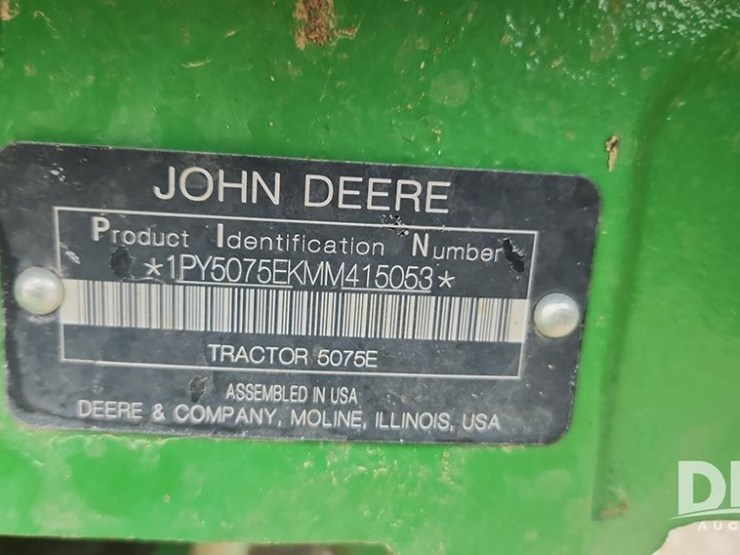 JOHN DEERE
Product Identification Number
*1PY5075EKMM415053*
TRACTOR 5075E
ASSEMBLED IN USA
DEERE & COMPANY, MOLINE, ILLINOIS, USA